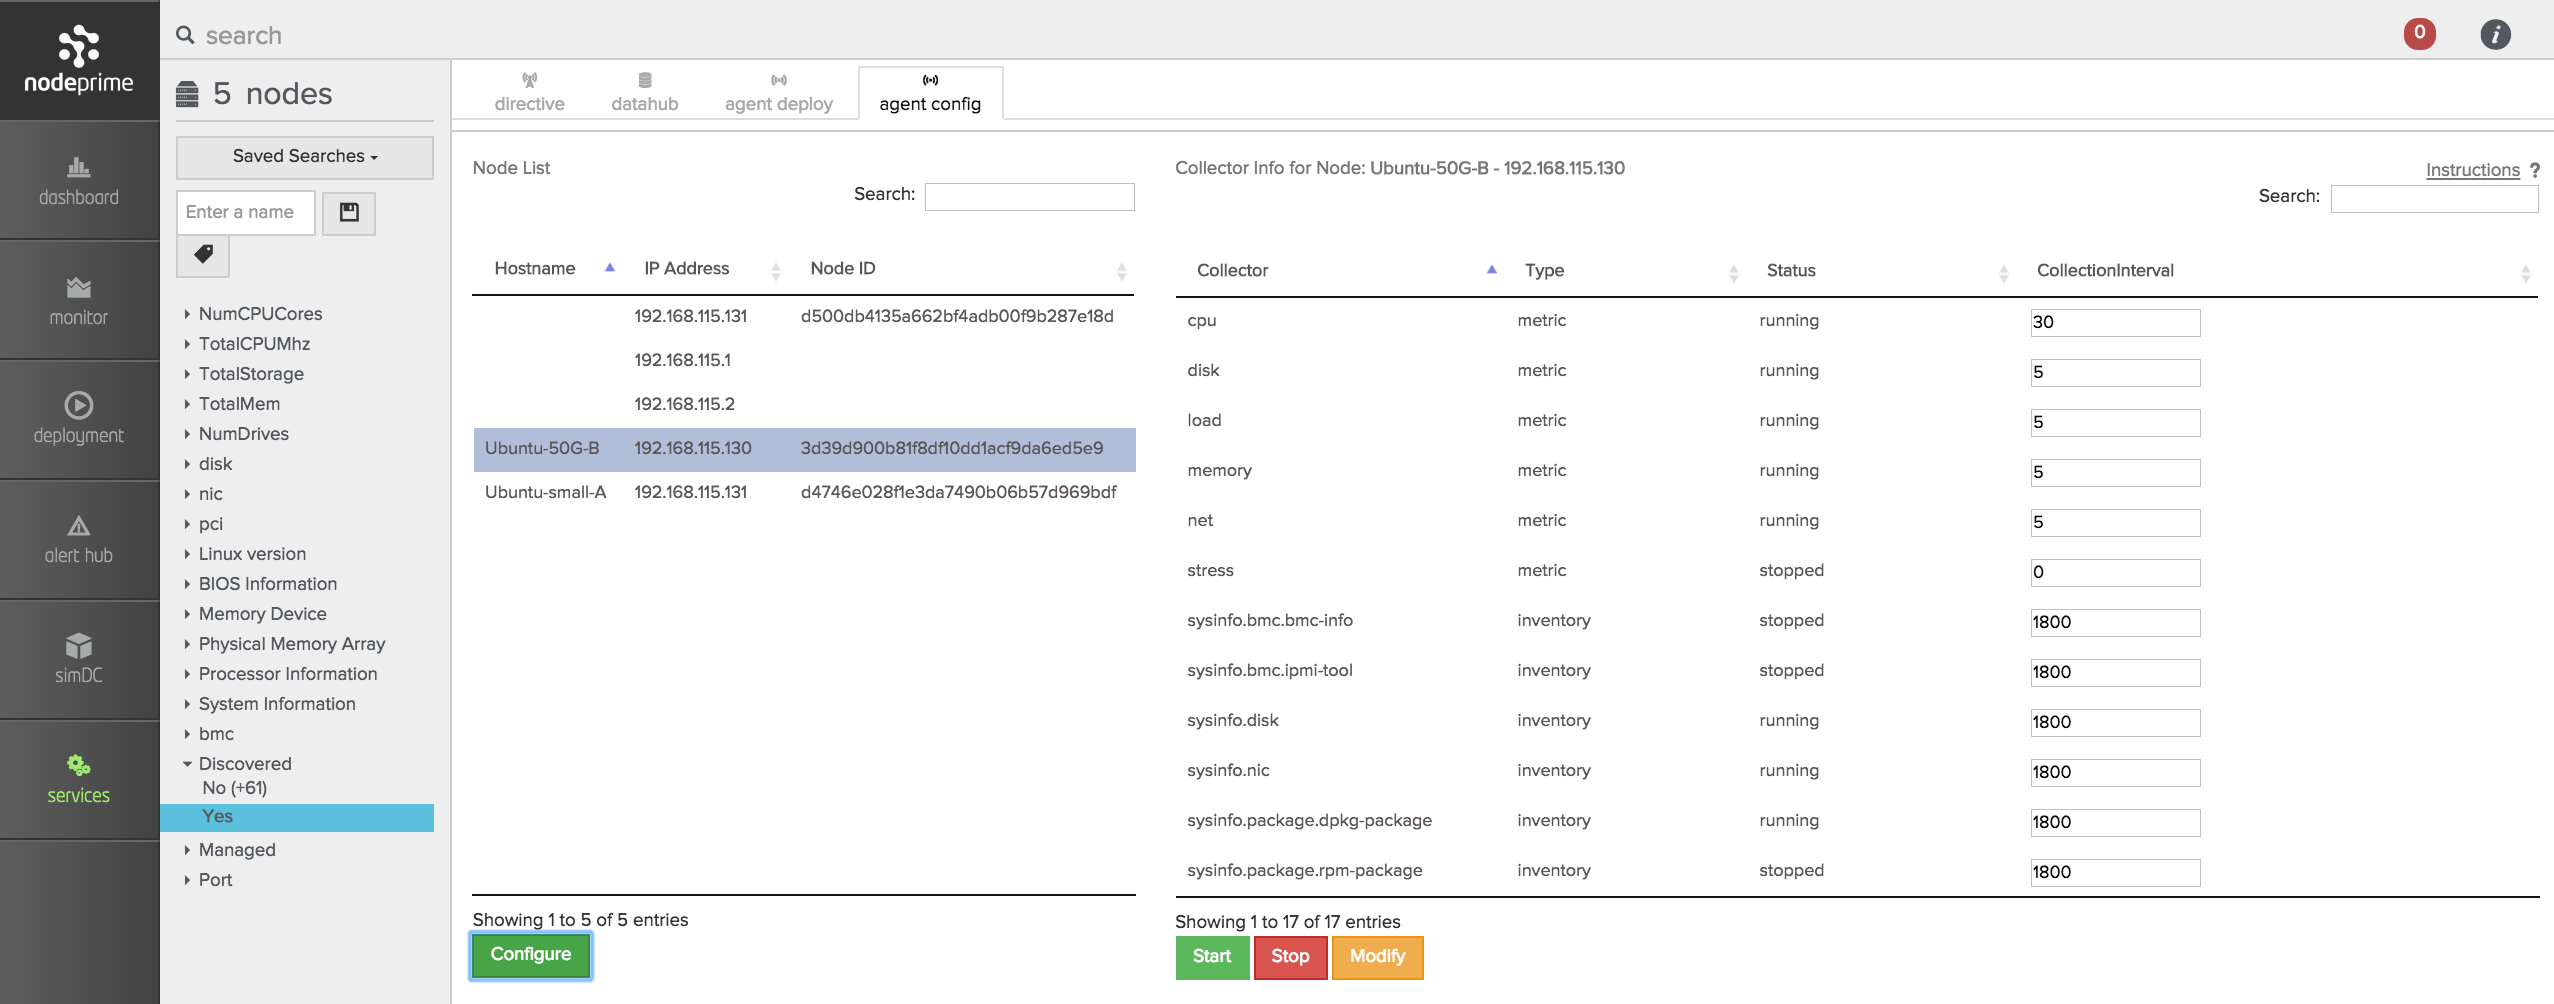 nodeprime
search
0
i
dashboard
monitor
deployment
alert hub
simDC
services
5 nodes
Saved Searches
Enter a name
NumCPUCores
TotalCPUMhz
TotalStorage
TotalMem
NumDrives
disk
nic
pci
Linux version
BIOS Information
Memory Device
Physical Memory Array
Processor Information
System Information
bmc
Discovered
No (+61)
Yes
Managed
Port
directive datahub agent deploy agent config
Node List
Search:
Hostname IP Address Node ID
192.168.115.131 d500db4135a662bf4adb00f9b287e18d
192.168.115.1
192.168.115.2
Ubuntu-50G-B 192.168.115.130 3d39d900b81f8df10dd1acf9da6ed5e9
Ubuntu-small-A 192.168.115.131 d4746e028f1e3da7490b06b57d969bdf
Showing 1 to 5 of 5 entries
Configure
Collector Info for Node: Ubuntu-50G-B - 192.168.115.130
Instructions ?
Search:
Collector Type Status CollectionInterval
cpu metric running 30
disk metric running 5
load metric running 5
memory metric running 5
net metric running 5
stress metric stopped 0
sysinfo.bmc.bmc-info inventory stopped 1800
sysinfo.bmc.ipmi-tool inventory stopped 1800
sysinfo.disk inventory running 1800
sysinfo.nic inventory running 1800
sysinfo.package.dpkg-package inventory running 1800
sysinfo.package.rpm-package inventory stopped 1800
Showing 1 to 17 of 17 entries
Start Stop Modify